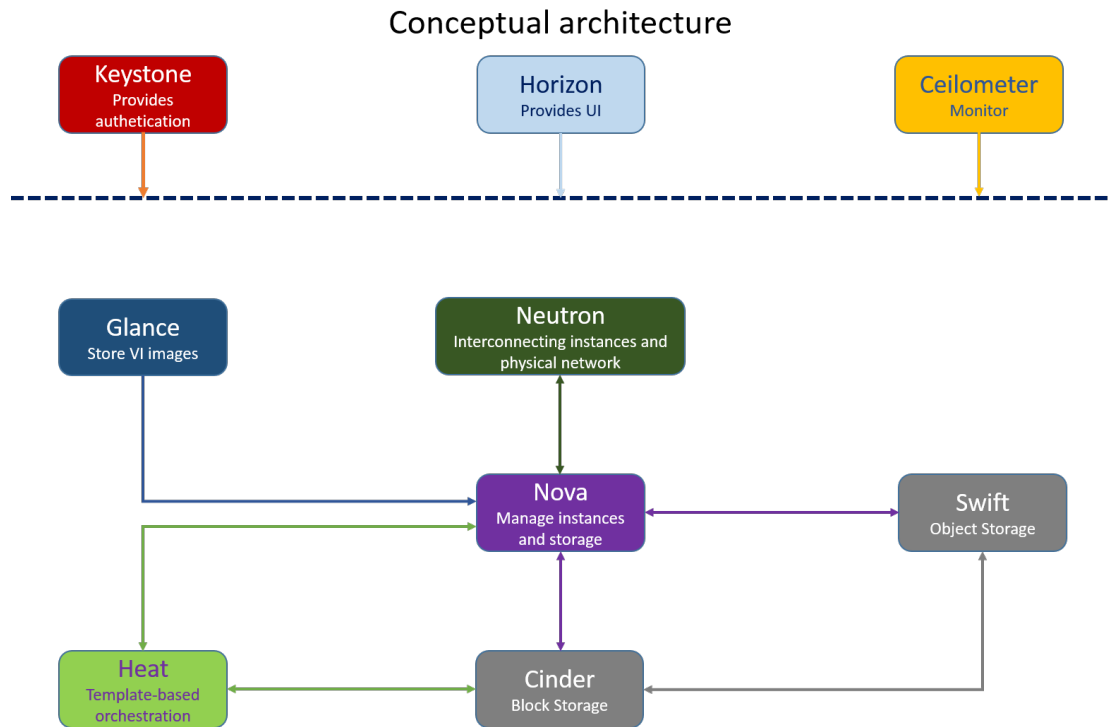 Conceptual architecture
Keystone
Provides
authetication
Horizon
Provides UI
Ceilometer
Monitor
Glance
Store VI images
Neutron
Interconnecting instances and
physical network
Nova
Manage instances
and storage
Swift
Object Storage
Heat
Template-based
orchestration
Cinder
Block Storage